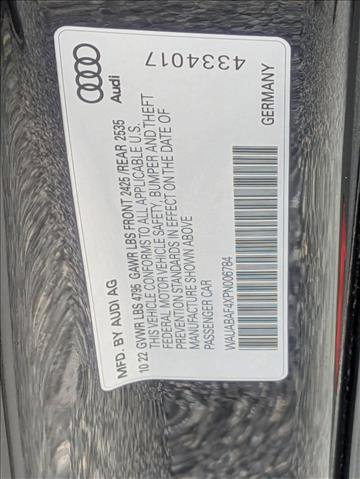 MFD. BY AUDI AG
Audi
10 22 GVWR LBS 4795 GAWR LBS FRONT 2425 /REAR 2535
THIS VEHICLE CONFORMS TO ALL APPLICABLE U.S.
FEDERAL MOTOR VEHICLE SAFETY, BUMPER AND THEFT
PREVENTION STANDARDS IN EFFECT ON THE DATE OF
MANUFACTURE SHOWN ABOVE
PASSENGER CAR
4334017
WAUABAF4XPN006784
GERMANY